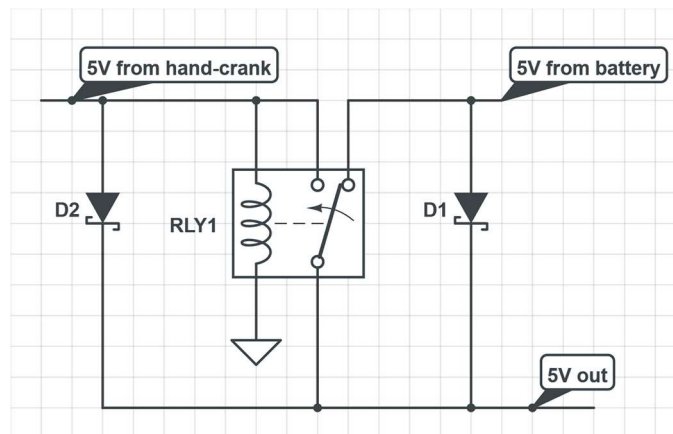 5V from hand-crank
5V from battery
D2
RLY1
D1
5V out